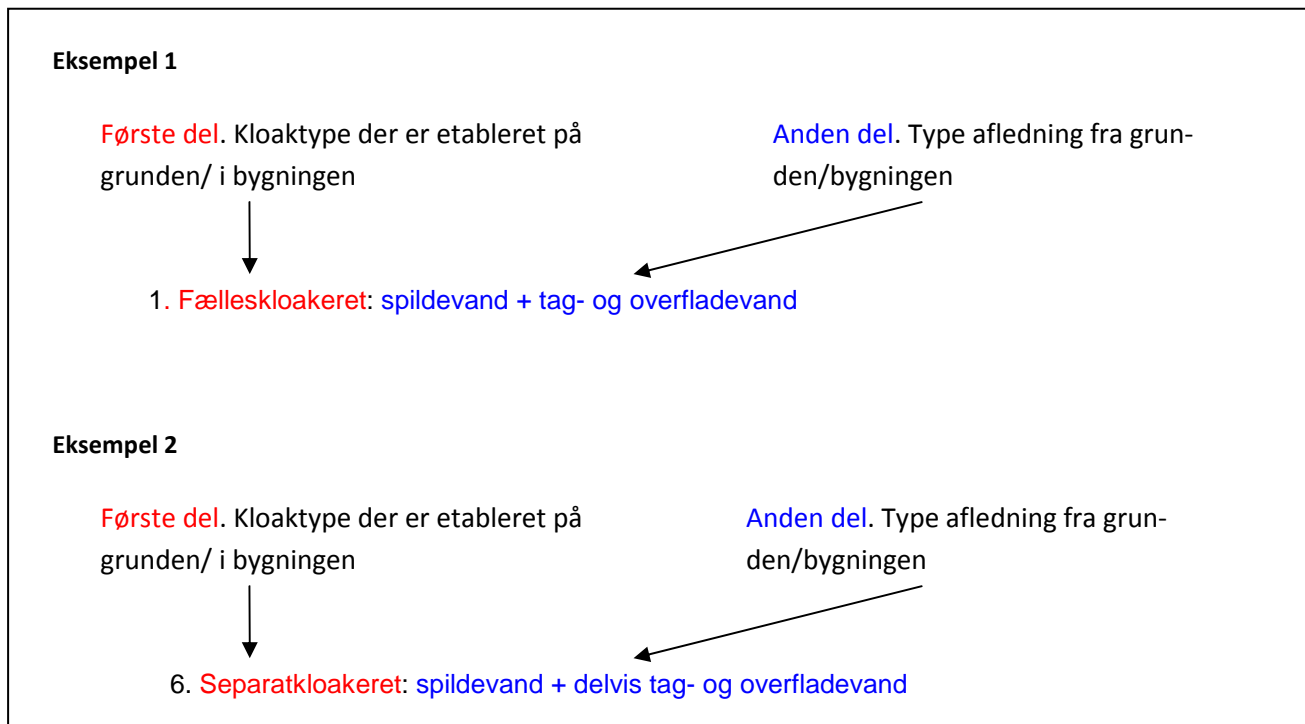 Eksempel 1
Første del. Kloaktype der er etableret på
grunden/ i bygningen
Anden del. Type afledning fra grun-
den/bygningen
1. Fælleskloakeret: spildevand + tag- og overfladevand
Eksempel 2
Første del. Kloaktype der er etableret på
grunden/ i bygningen
Anden del. Type afledning fra grun-
den/bygningen
6. Separatkloakeret: spildevand + delvis tag- og overfladevand